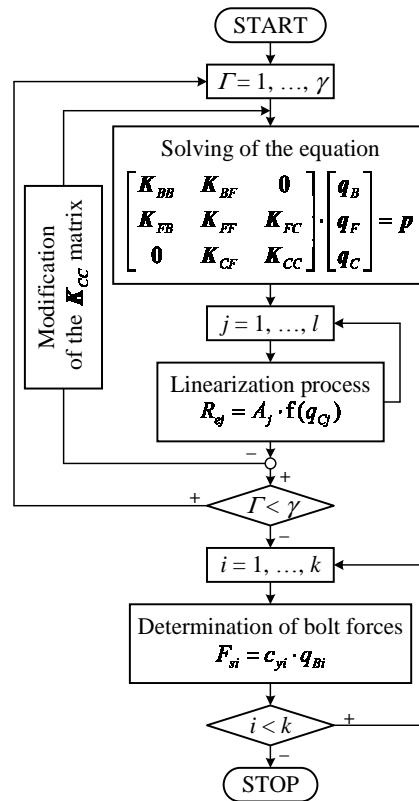 START
Γ = 1, …, γ
Solving of the equation
[K_BB K_BF 0] [q_B]
[K_FB K_FF K_FC] · [q_F] = p
[0 K_CF K_CC] [q_C]
Modification
of the K_CC matrix
j = 1, …, l
Linearization process
R_ej = A_j · f(q_Cj)
–
+
+
Γ < γ
–
i = 1, …, k
Determination of bolt forces
F_si = c_yi · q_Bi
i < k
+
–
STOP